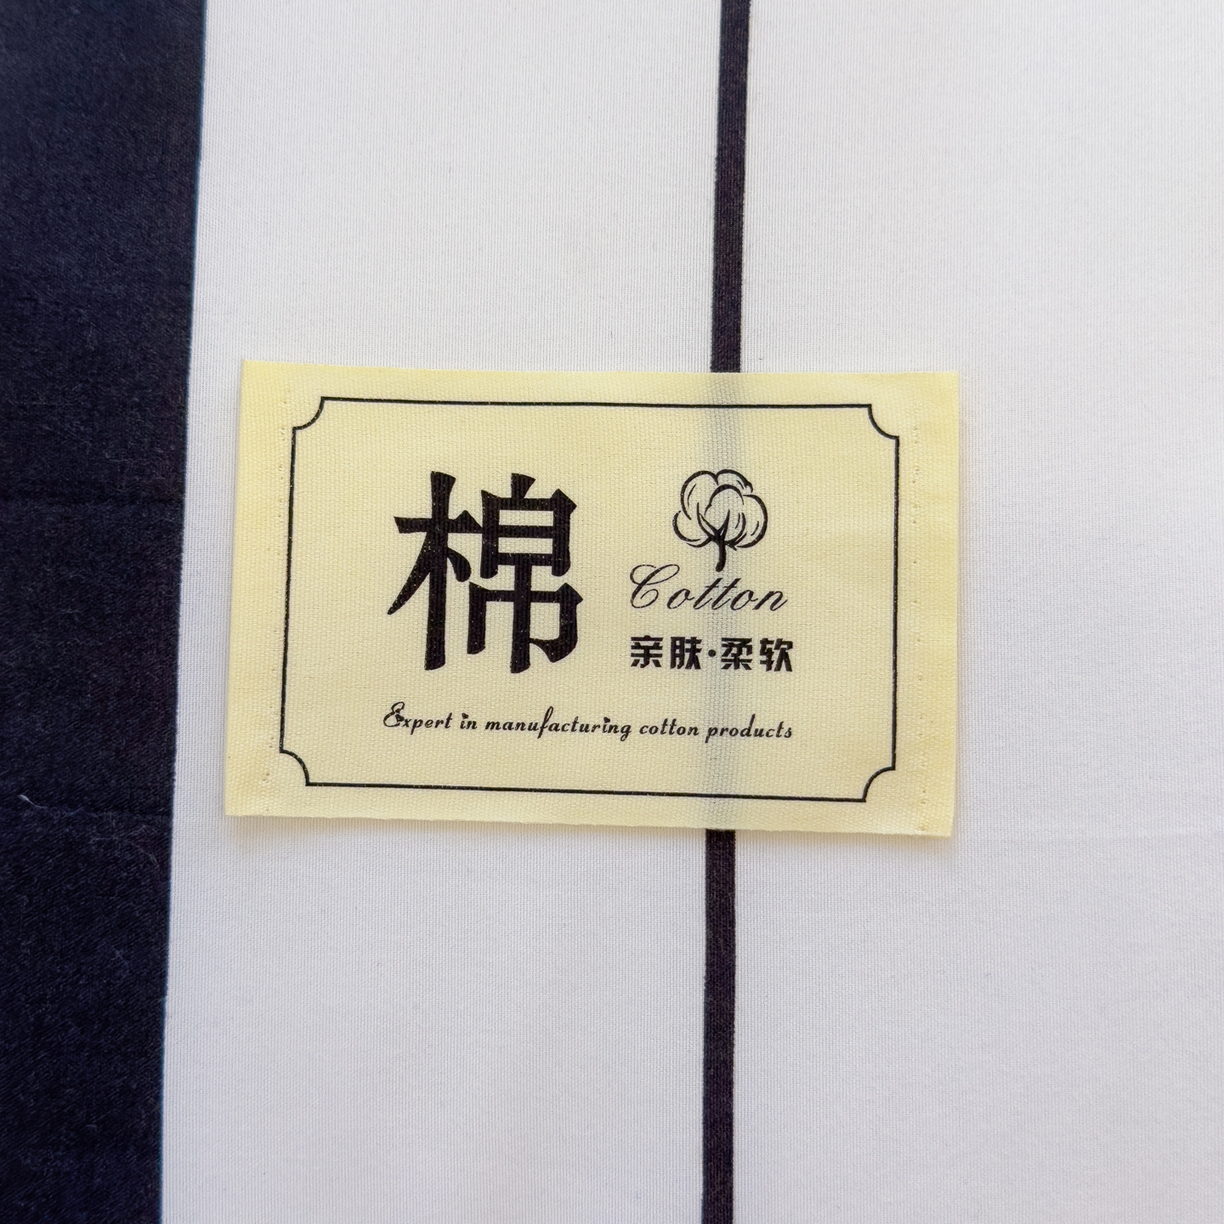 棉
Cotton
亲肤·柔软
Expert in manufacturing cotton products